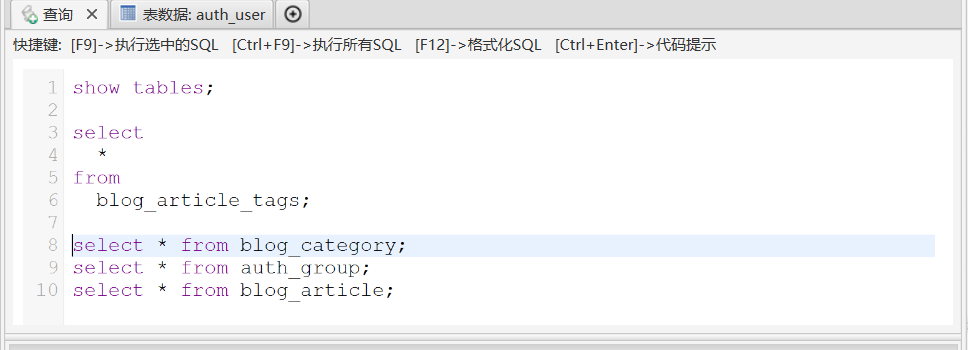 查询 表数据: auth_user
快捷键: [F9]->执行选中的SQL [Ctrl+F9]->执行所有SQL [F12]->格式化SQL [Ctrl+Enter]->代码提示
1 show tables;
2
3 select
4 *
5 from
6 blog_article_tags;
7
8 select * from blog_category;
9 select * from auth_group;
10 select * from blog_article;